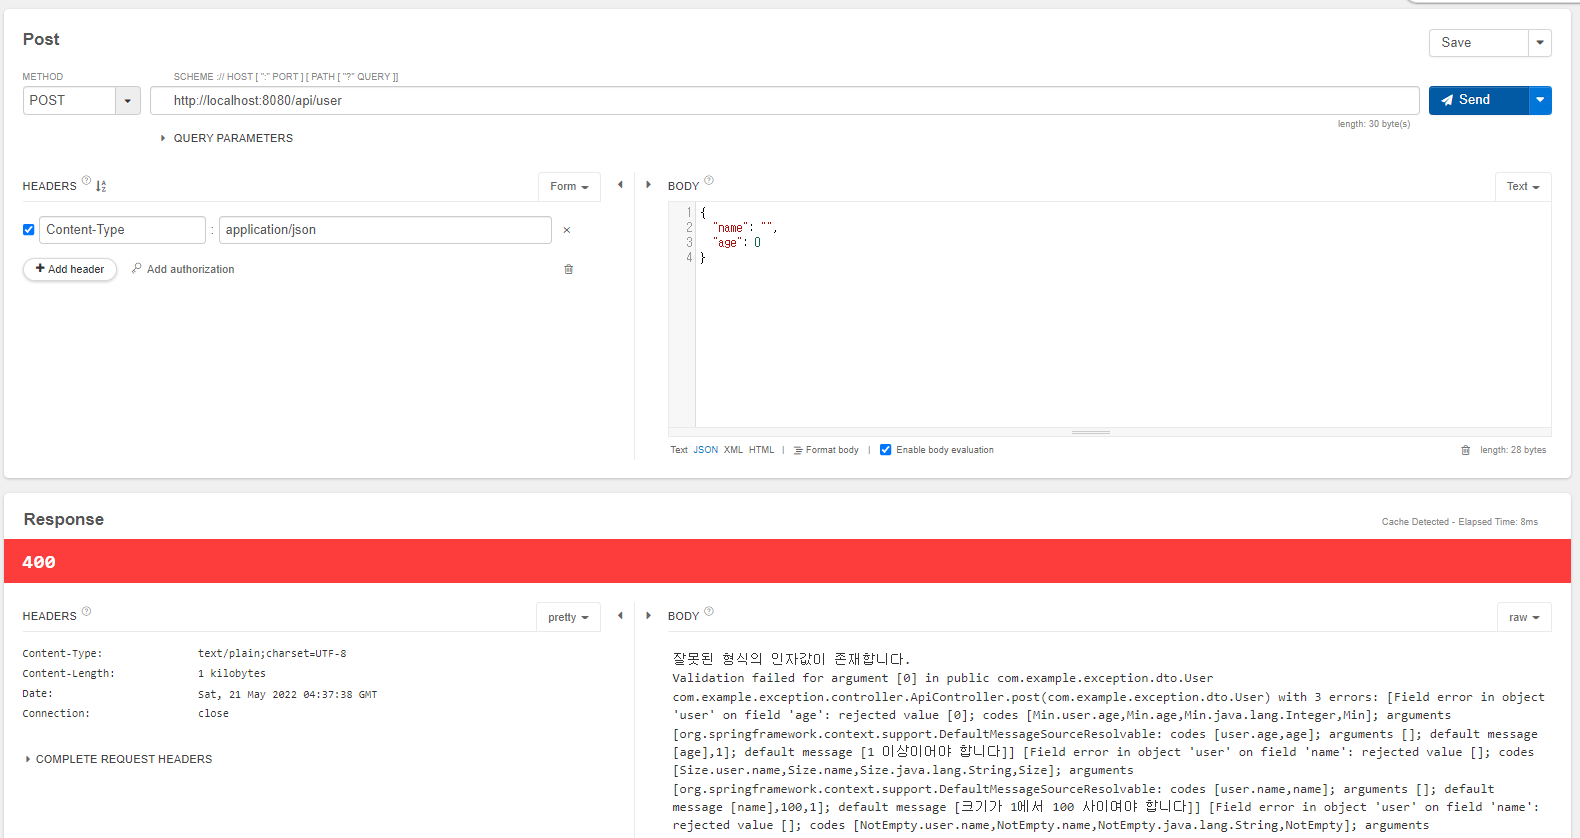 Post
Save
METHOD
SCHEME :// HOST [ ":" PORT ] [ PATH [ "?" QUERY ]]
POST
http://localhost:8080/api/user
Send
length: 30 byte(s)
QUERY PARAMETERS
HEADERS ?
Form
Content-Type : application/json ×
+ Add header
Add authorization
BODY ?
Text
1 {
2 "name": "",
3 "age": 0
4 }
Text JSON XML HTML | Format body | Enable body evaluation
length: 28 bytes
Response
Cache Detected - Elapsed Time: 8ms
400
HEADERS ?
pretty
Content-Type: text/plain;charset=UTF-8
Content-Length: 1 kilobytes
Date: Sat, 21 May 2022 04:37:38 GMT
Connection: close
COMPLETE REQUEST HEADERS
BODY ?
raw
잘못된 형식의 인자값이 존재합니다.
Validation failed for argument [0] in public com.example.exception.dto.User
com.example.exception.controller.ApiController.post(com.example.exception.dto.User) with 3 errors: [Field error in object
'user' on field 'age': rejected value [0]; codes [Min.user.age,Min.age,Min.java.lang.Integer,Min]; arguments
[org.springframework.context.support.DefaultMessageSourceResolvable: codes [user.age,age]; arguments []; default message
[age],1]; default message [1 이상이어야 합니다]] [Field error in object 'user' on field 'name': rejected value []; codes
[Size.user.name,Size.name,Size.java.lang.String,Size]; arguments
[org.springframework.context.support.DefaultMessageSourceResolvable: codes [user.name,name]; arguments []; default
message [name],100,1]; default message [크기가 1에서 100 사이여야 합니다]] [Field error in object 'user' on field 'name':
rejected value []; codes [NotEmpty.user.name,NotEmpty.name,NotEmpty.java.lang.String,NotEmpty]; arguments